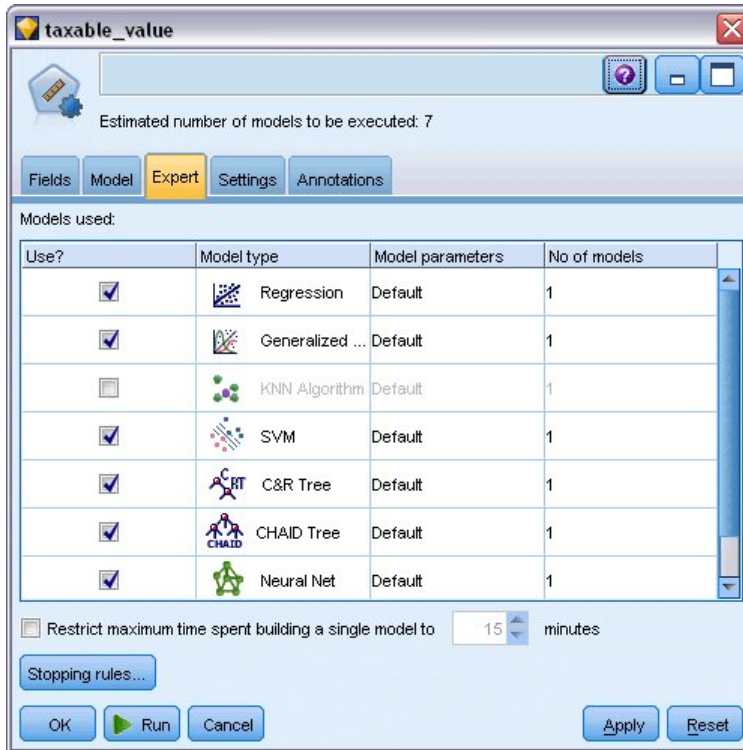 taxable_value
Estimated number of models to be executed: 7
Fields Model Expert Settings Annotations
Models used:
Use? Model type Model parameters No of models
Regression Default 1
Generalized ... Default 1
KNN Algorithm Default 1
SVM Default 1
C&R Tree Default 1
CHAID CHAID Tree Default 1
Neural Net Default 1
Restrict maximum time spent building a single model to 15 minutes
Stopping rules...
OK Run Cancel Apply Reset